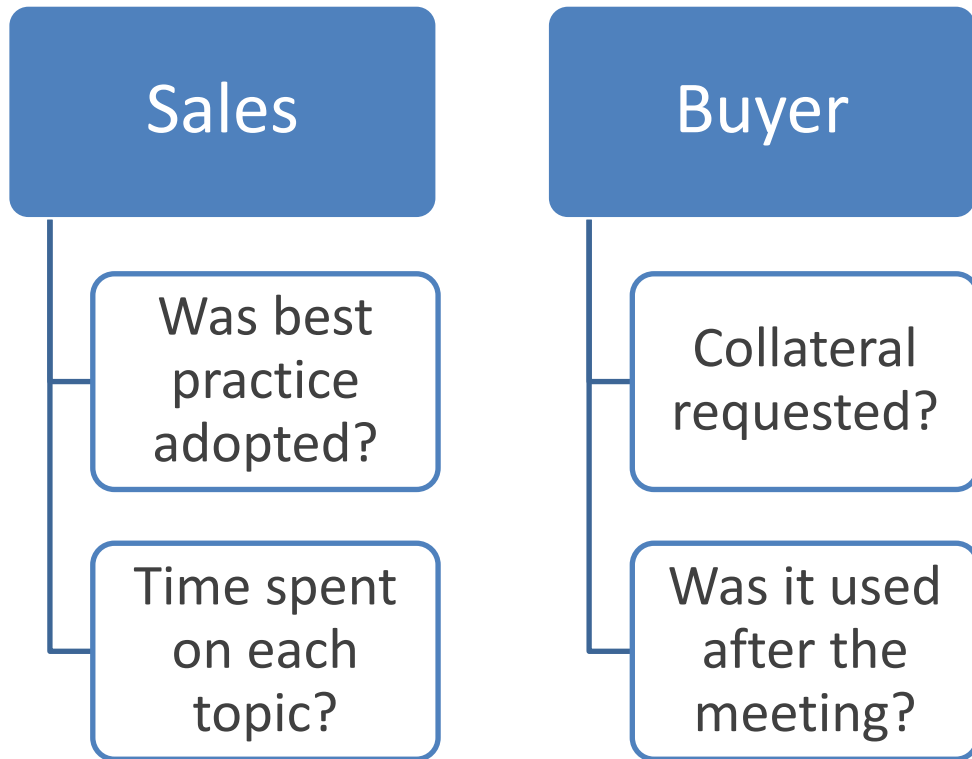 Sales
Was best
practice
adopted?
Time spent
on each
topic?
Buyer
Collateral
requested?
Was it used
after the
meeting?